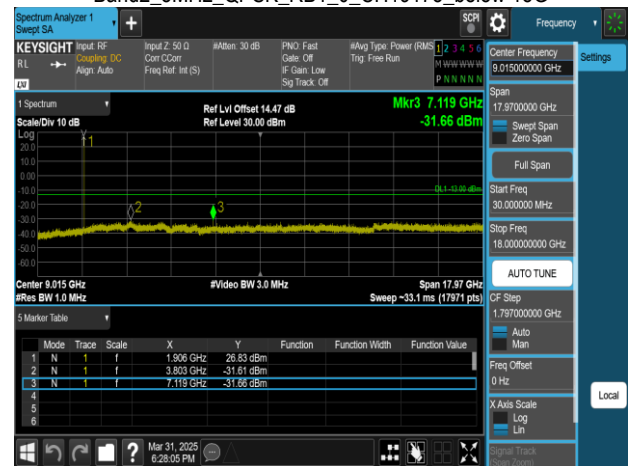 Spectrum Analyzer 1
Swept SA
SCPI
Frequency
KEYSIGHT
RL
LXI
Input: RF
Coupling: DC
Align: Auto
Input Z: 50 Ω
Corr CCorr
Freq Ref: Int (S)
#Atten: 30 dB
PNO: Fast
Gate: Off
IF Gain: Low
Sig Track: Off
#Avg Type: Power (RMS
Trig: Free Run
1 2 3 4 5 6
M W W W W W
P N N N N N
1 Spectrum
Scale/Div 10 dB
Ref Lvl Offset 14.47 dB
Ref Level 30.00 dBm
Mkr3 7.119 GHz
-31.66 dBm
Log
20.0
10.0
0.00
-10.0
-20.0
-30.0
-40.0
-50.0
-60.0
1
2
3
DL1 -13.00 dBm
Center 9.015 GHz
#Res BW 1.0 MHz
#Video BW 3.0 MHz
Span 17.97 GHz
Sweep ~33.1 ms (17971 pts)
5 Marker Table
Mode Trace Scale X Y Function Function Width Function Value
1 N 1 f 1.906 GHz 26.83 dBm
2 N 1 f 3.803 GHz -31.61 dBm
3 N 1 f 7.119 GHz -31.66 dBm
4
5
6
Mar 31, 2025
6:28:05 PM
Center Frequency
9.015000000 GHz
Settings
Span
17.9700000 GHz
Swept Span
Zero Span
Full Span
Start Freq
30.000000 MHz
Stop Freq
18.000000000 GHz
AUTO TUNE
CF Step
1.797000000 GHz
Auto
Man
Freq Offset
0 Hz
X Axis Scale
Log
Lin
Local
Signal Track
(Span Zoom)